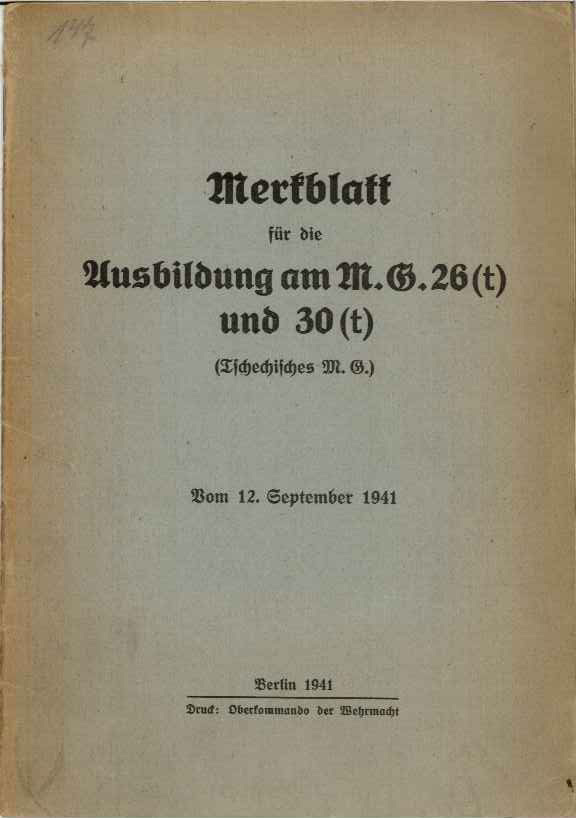 Merkblatt
für die
Ausbildung am M.G.26(t)
und 30(t)
(Tschechisches M.G.)
Vom 12. September 1941
Berlin 1941
Druck: Oberkommando der Wehrmacht